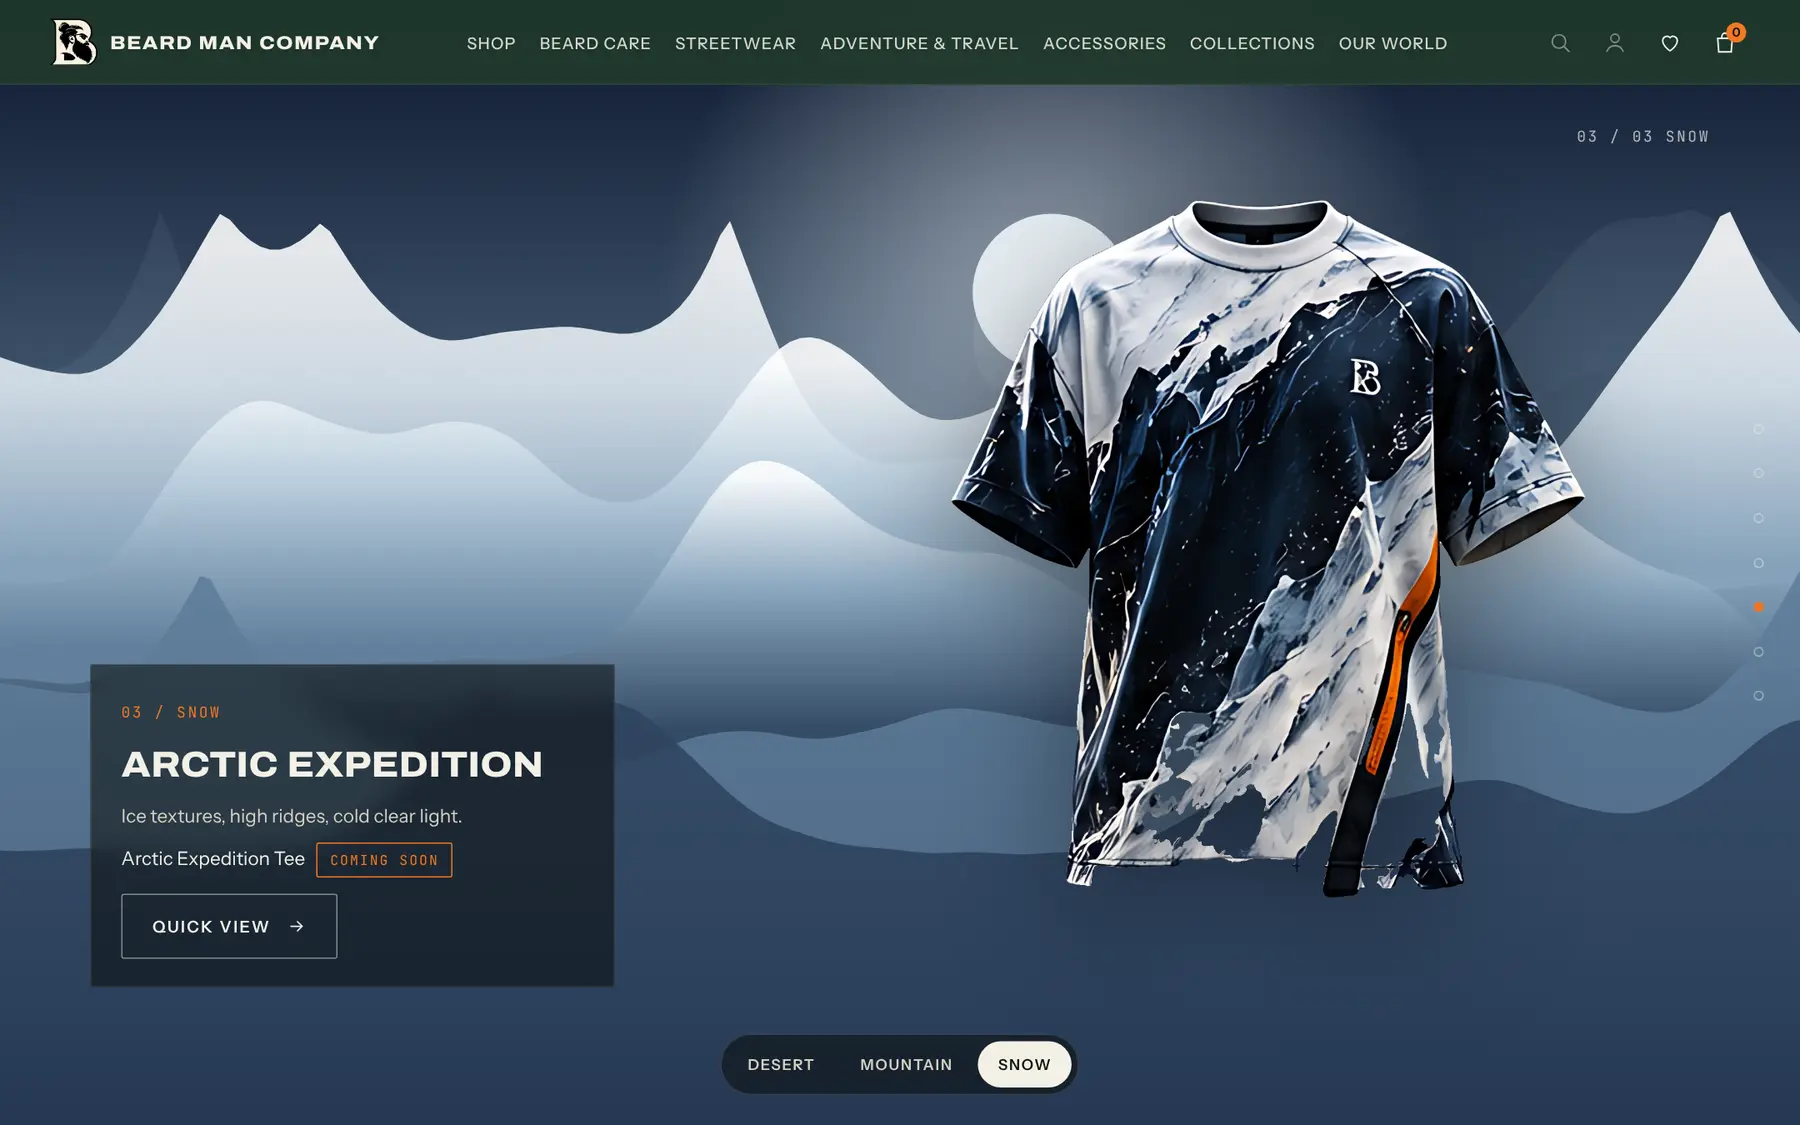 BEARD MAN COMPANY
SHOP
BEARD CARE
STREETWEAR
ADVENTURE & TRAVEL
ACCESSORIES
COLLECTIONS
OUR WORLD
0
03 / 03 SNOW
B
03 / SNOW
ARCTIC EXPEDITION
Ice textures, high ridges, cold clear light.
Arctic Expedition Tee
COMING SOON
QUICK VIEW →
DESERT
MOUNTAIN
SNOW